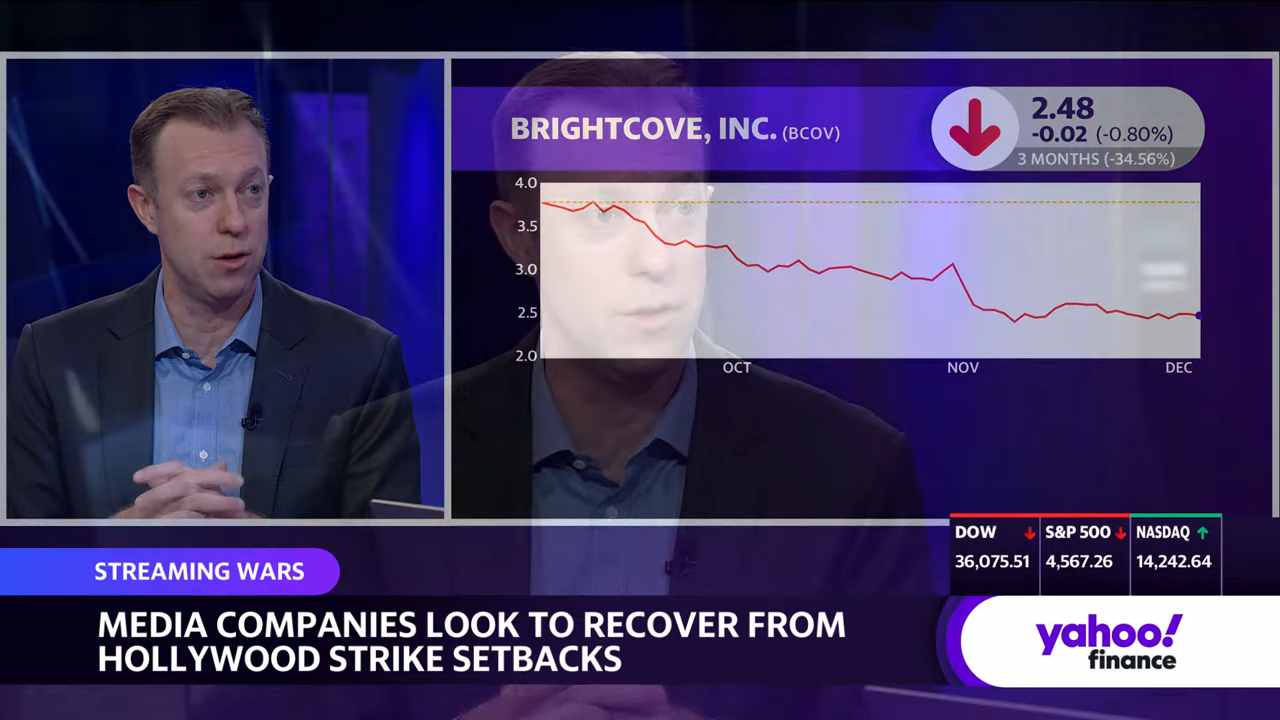 BRIGHTCOVE, INC. (BCOV)
2.48
-0.02 (-0.80%)
3 MONTHS (-34.56%)
4.0
3.5
3.0
2.5
2.0
OCT NOV DEC
DOW S&P 500 NASDAQ
36,075.51 4,567.26 14,242.64
STREAMING WARS
MEDIA COMPANIES LOOK TO RECOVER FROM
HOLLYWOOD STRIKE SETBACKS
yahoo!
finance